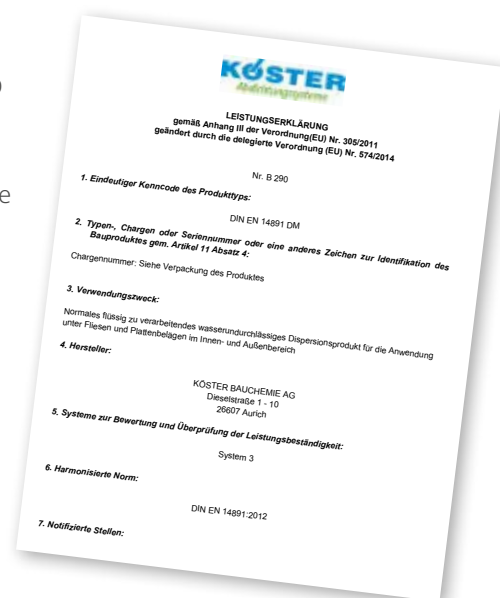 KÖSTER
Abdichtungssysteme
LEISTUNGSERKLÄRUNG
gemäß Anhang III der Verordnung(EU) Nr. 305/2011
geändert durch die delegierte Verordnung (EU) Nr. 574/2014
Nr. B 290
1. Eindeutiger Kenncode des Produkttyps:
DIN EN 14891 DM
2. Typen-, Chargen oder Seriennummer oder eine anderes Zeichen zur Identifikation des
Bauproduktes gem. Artikel 11 Absatz 4:
Chargennummer: Siehe Verpackung des Produktes
3. Verwendungszweck:
Normales flüssig zu verarbeitendes wasserundurchlässiges Dispersionsprodukt für die Anwendung
unter Fliesen und Plattenbelägen im Innen- und Außenbereich
4. Hersteller:
KÖSTER BAUCHEMIE AG
Dieselstraße 1 - 10
26607 Aurich
5. Systeme zur Bewertung und Überprüfung der Leistungsbeständigkeit:
System 3
6. Harmonisierte Norm:
DIN EN 14891:2012
7. Notifizierte Stellen: